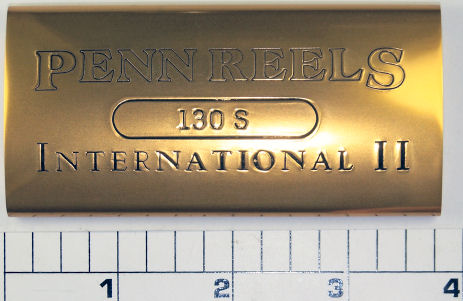 PENN REELS
130 S
INTERNATIONAL II
1 2 3 4